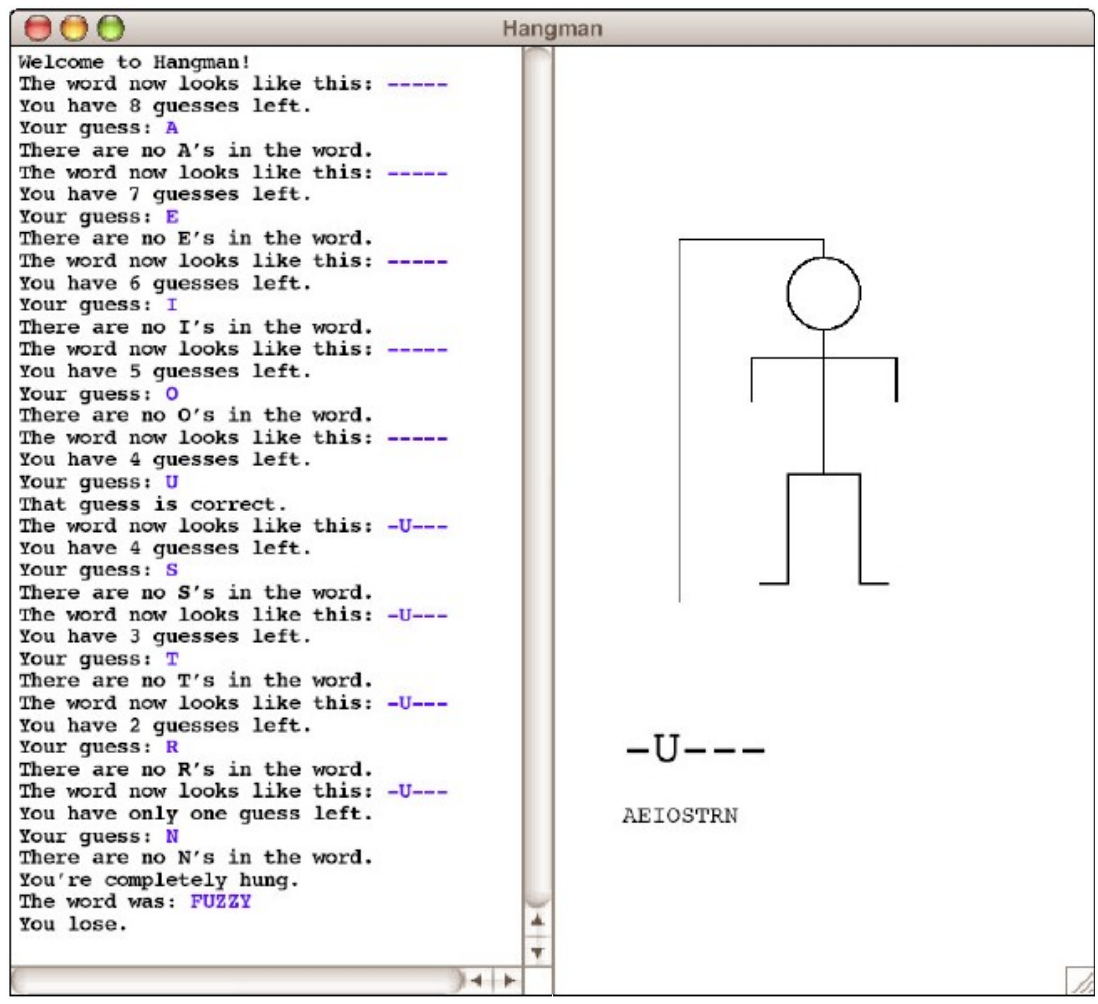 Hangman
Welcome to Hangman!
The word now looks like this: -----
You have 8 guesses left.
Your guess: A
There are no A's in the word.
The word now looks like this: -----
You have 7 guesses left.
Your guess: E
There are no E's in the word.
The word now looks like this: -----
You have 6 guesses left.
Your guess: I
There are no I's in the word.
The word now looks like this: -----
You have 5 guesses left.
Your guess: O
There are no O's in the word.
The word now looks like this: -----
You have 4 guesses left.
Your guess: U
That guess is correct.
The word now looks like this: -U---
You have 4 guesses left.
Your guess: S
There are no S's in the word.
The word now looks like this: -U---
You have 3 guesses left.
Your guess: T
There are no T's in the word.
The word now looks like this: -U---
You have 2 guesses left.
Your guess: R
There are no R's in the word.
The word now looks like this: -U---
You have only one guess left.
Your guess: N
There are no N's in the word.
You're completely hung.
The word was: FUZZY
You lose.
-U---
AEIOSTRN